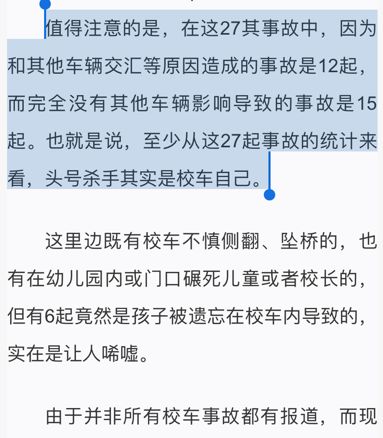 值得注意的是，在这27其事故中，因为
和其他车辆交汇等原因造成的事故是12起，
而完全没有其他车辆影响导致的事故是15
起。也就是说，至少从这27起事故的统计来
看，头号杀手其实是校车自己。
这里边既有校车不慎侧翻、坠桥的，也
有在幼儿园内或门口碾死儿童或者校长的，
但有6起竟然是孩子被遗忘在校车内导致的，
实在是让人唏嘘。
由于并非所有校车事故都有报道，而现